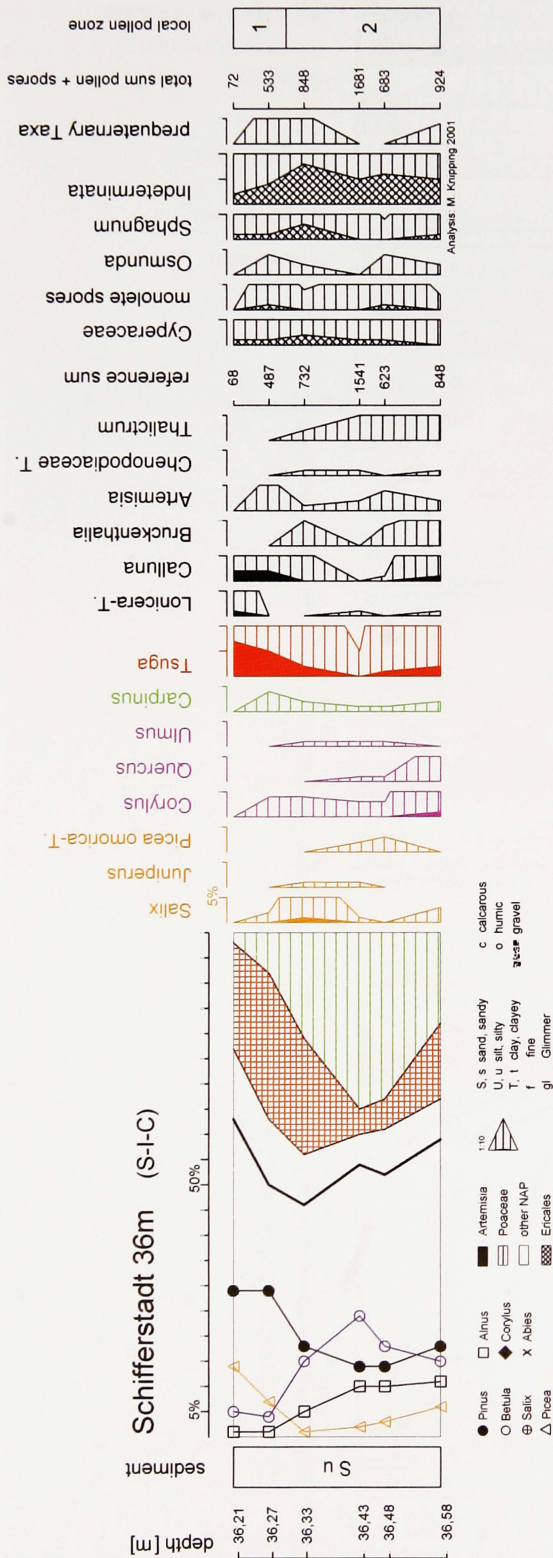 Schifferstadt 36m (S-I-C)
depth [m]
sediment
5%
50%
5%
Salix
Juniperus
Picea omorica-T.
Corylus
Quercus
Ulmus
Carpinus
Tsuga
Lonicera-T.
Calluna
Bruckenthalia
Artemisia
Chenopodiaceae T.
Thalictrum
reference sum
Cyperaceae
monolete spores
Osmunda
Sphagnum
Indeterminata
prequaternary Taxa
total sum pollen + spores
local pollen zone
36,21
36,27
36,33
36,43
36,48
36,58
S u
68
487
732
1541
623
848
72
533
848
1681
683
924
1
2
Analysis: M. Knipping 2001
Pinus
Betula
Salix
Picea
Alnus
Corylus
Abies
Artemisia
Poaceae
other NAP
Ericales
1:10
S, s sand, sandy
U, u silt, silty
T, t clay, clayey
f fine
gl Glimmer
c calcarous
o humic
gravel